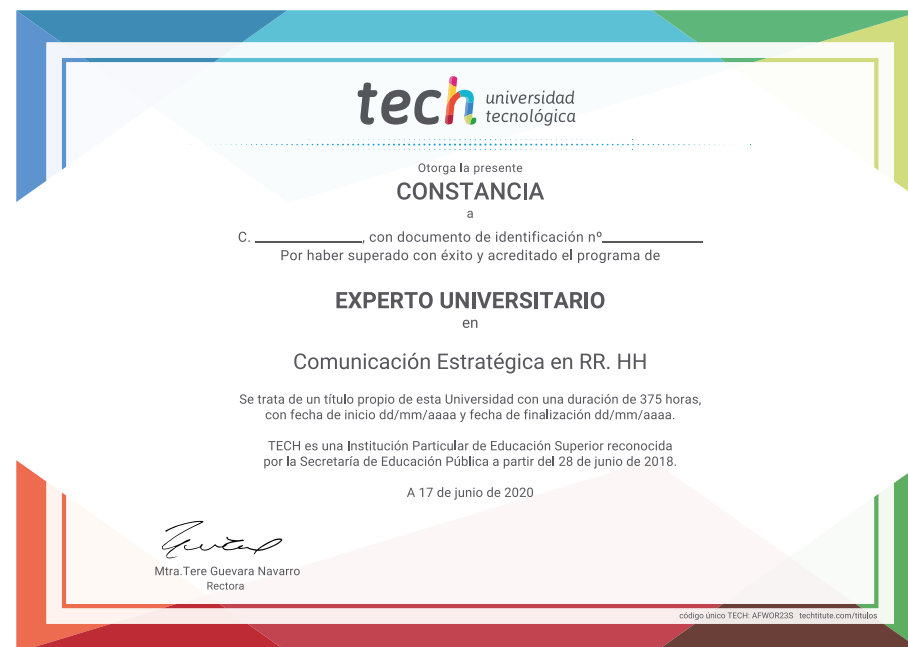 tech universidad
tecnológica
Otorga la presente
CONSTANCIA
a
C. ____________, con documento de identificación nº____________
Por haber superado con éxito y acreditado el programa de
EXPERTO UNIVERSITARIO
en
Comunicación Estratégica en RR. HH
Se trata de un título propio de esta Universidad con una duración de 375 horas,
con fecha de inicio dd/mm/aaaa y fecha de finalización dd/mm/aaaa.
TECH es una Institución Particular de Educación Superior reconocida
por la Secretaría de Educación Pública a partir del 28 de junio de 2018.
A 17 de junio de 2020
Mtra.Tere Guevara Navarro
Rectora
código único TECH: AFWOR23S techtitute.com/titulos